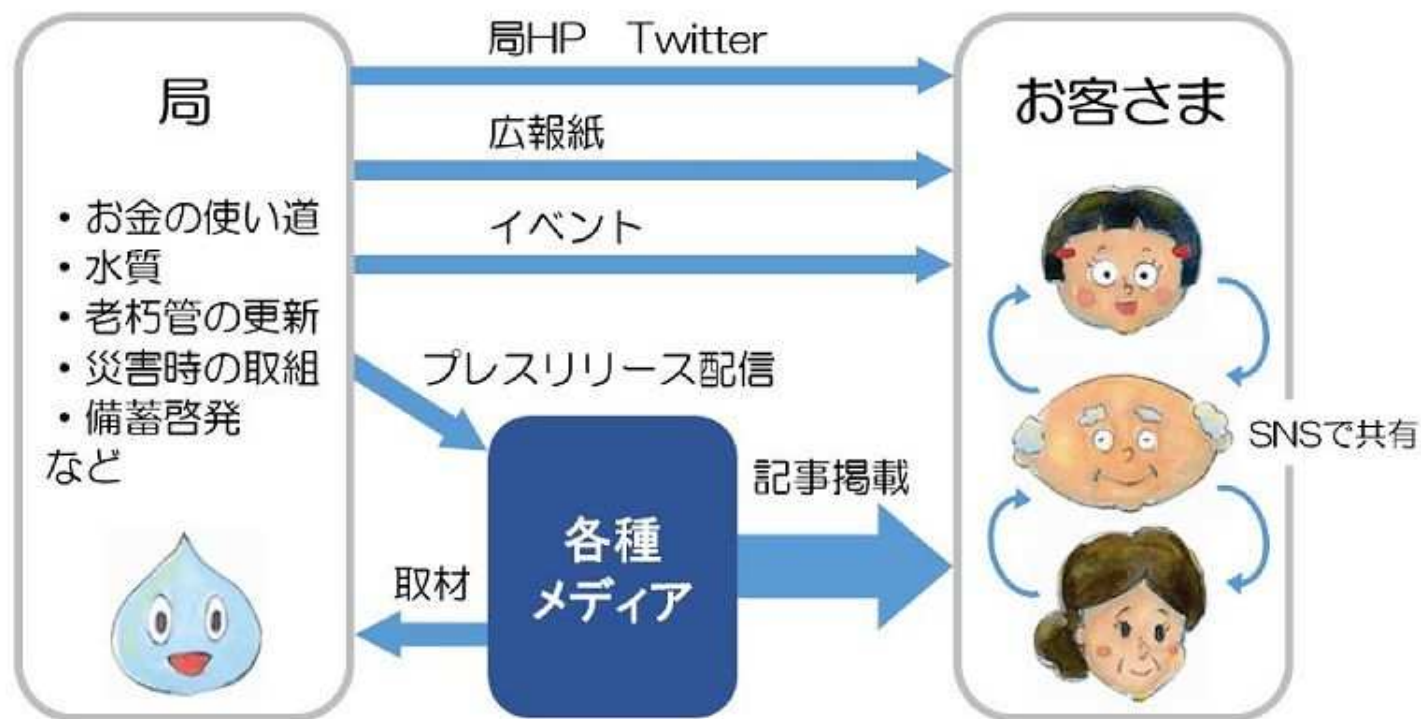 局
・お金の使い道
・水質
・老朽管の更新
・災害時の取組
・備蓄啓発
など
局HP　Twitter
広報紙
イベント
プレスリリース配信
各種
メディア
取材
記事掲載
お客さま
SNSで共有